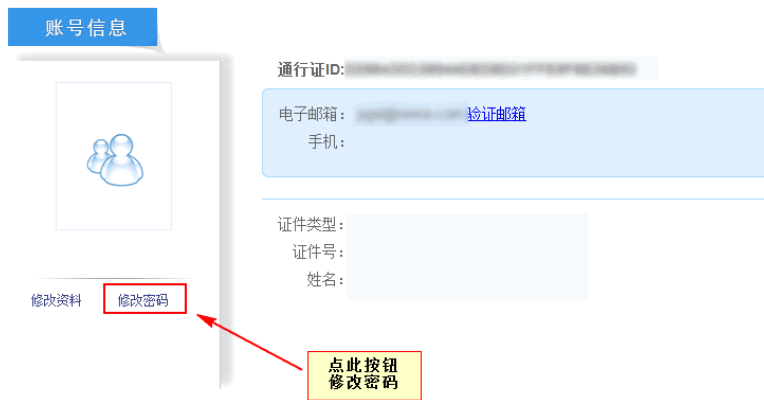 账号信息
通行证ID:
电子邮箱： 验证邮箱
手机：
证件类型：
证件号：
姓名：
修改资料 修改密码
点此按钮
修改密码